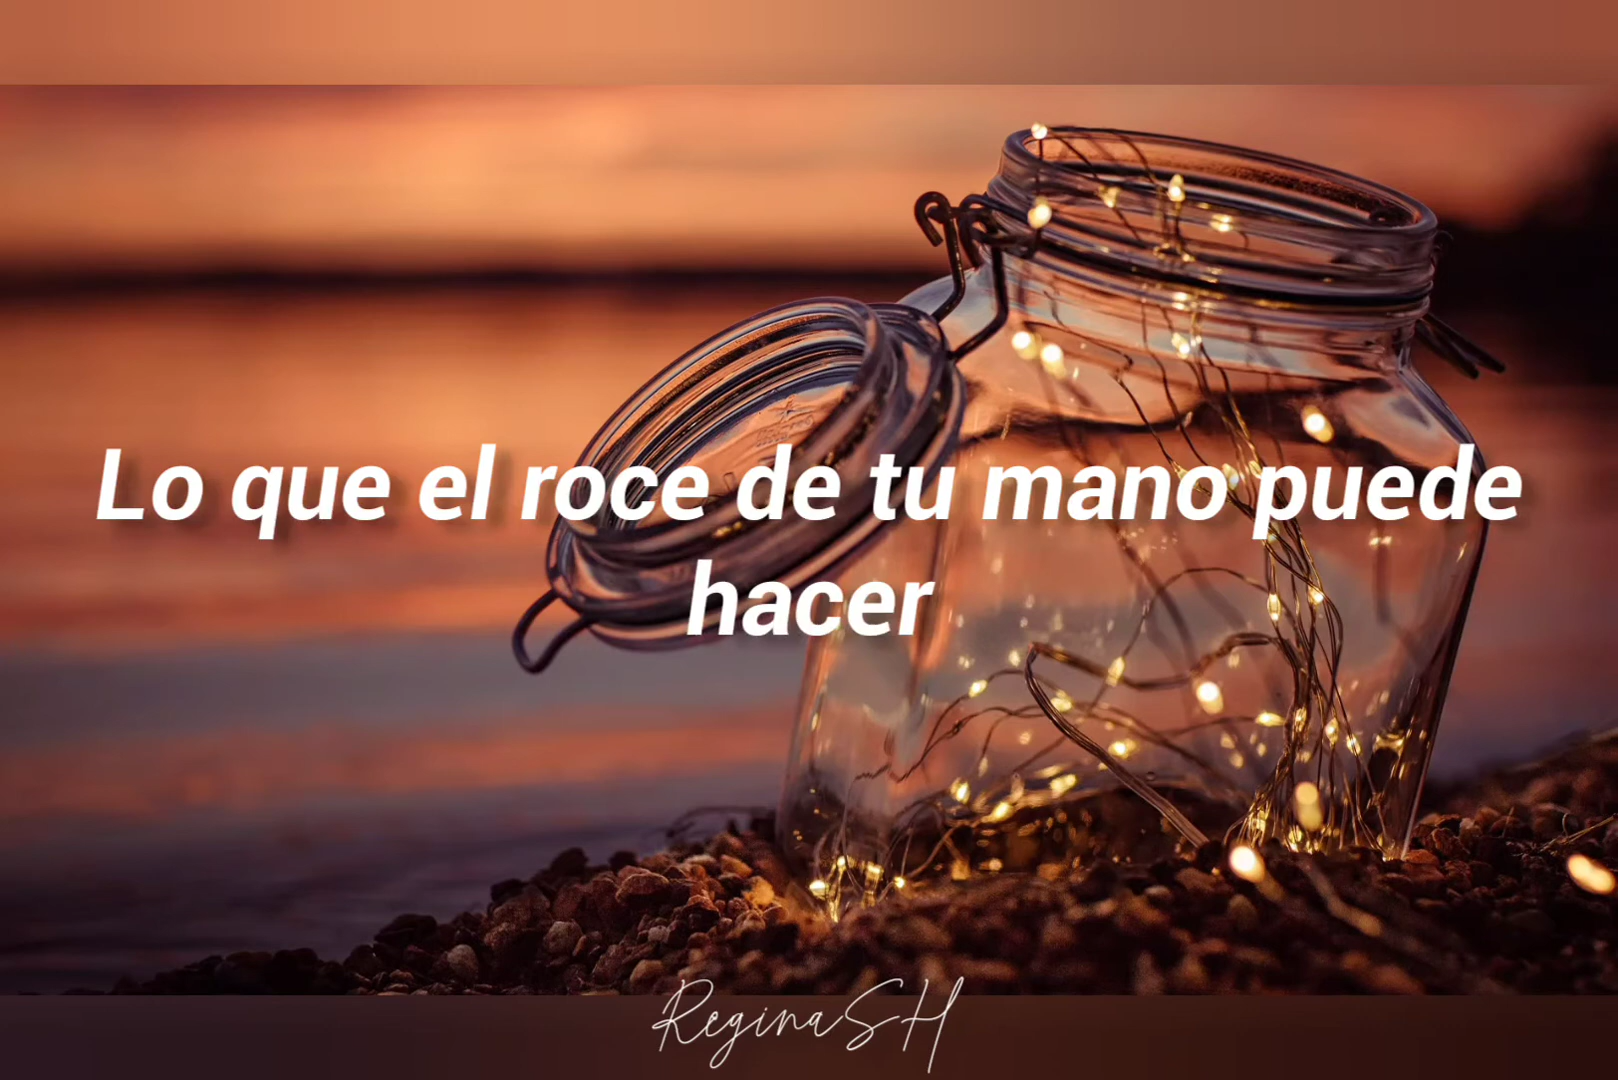 Lo que el roce de tu mano puede
hacer
ReginaSH